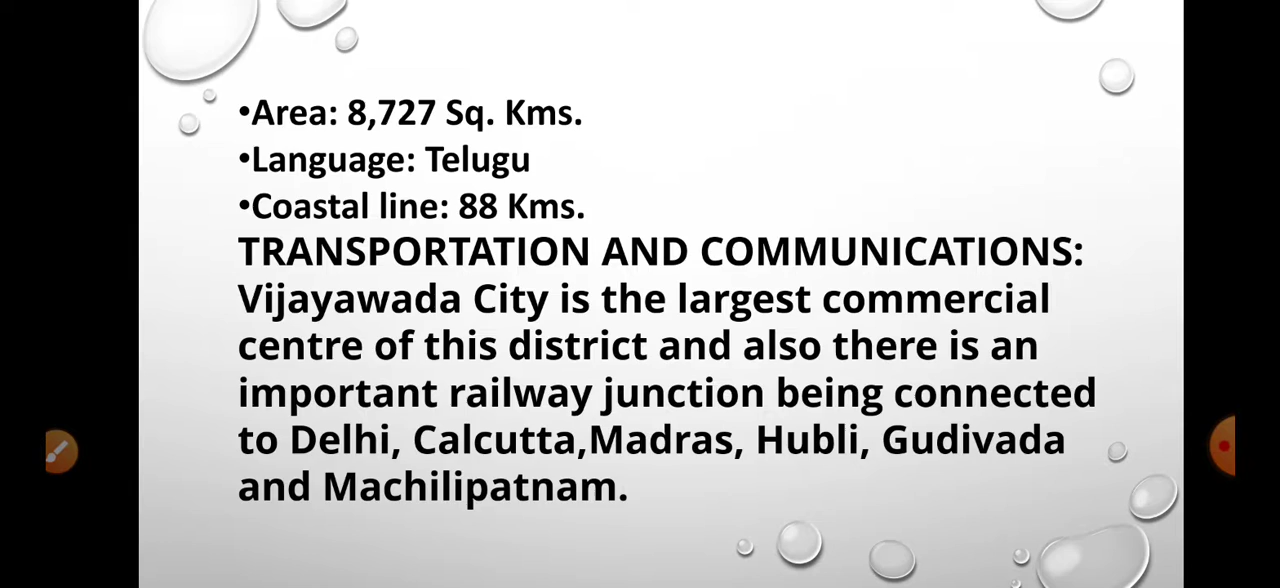 •Area: 8,727 Sq. Kms.
•Language: Telugu
•Coastal line: 88 Kms.
TRANSPORTATION AND COMMUNICATIONS:
Vijayawada City is the largest commercial
centre of this district and also there is an
important railway junction being connected
to Delhi, Calcutta,Madras, Hubli, Gudivada
and Machilipatnam.